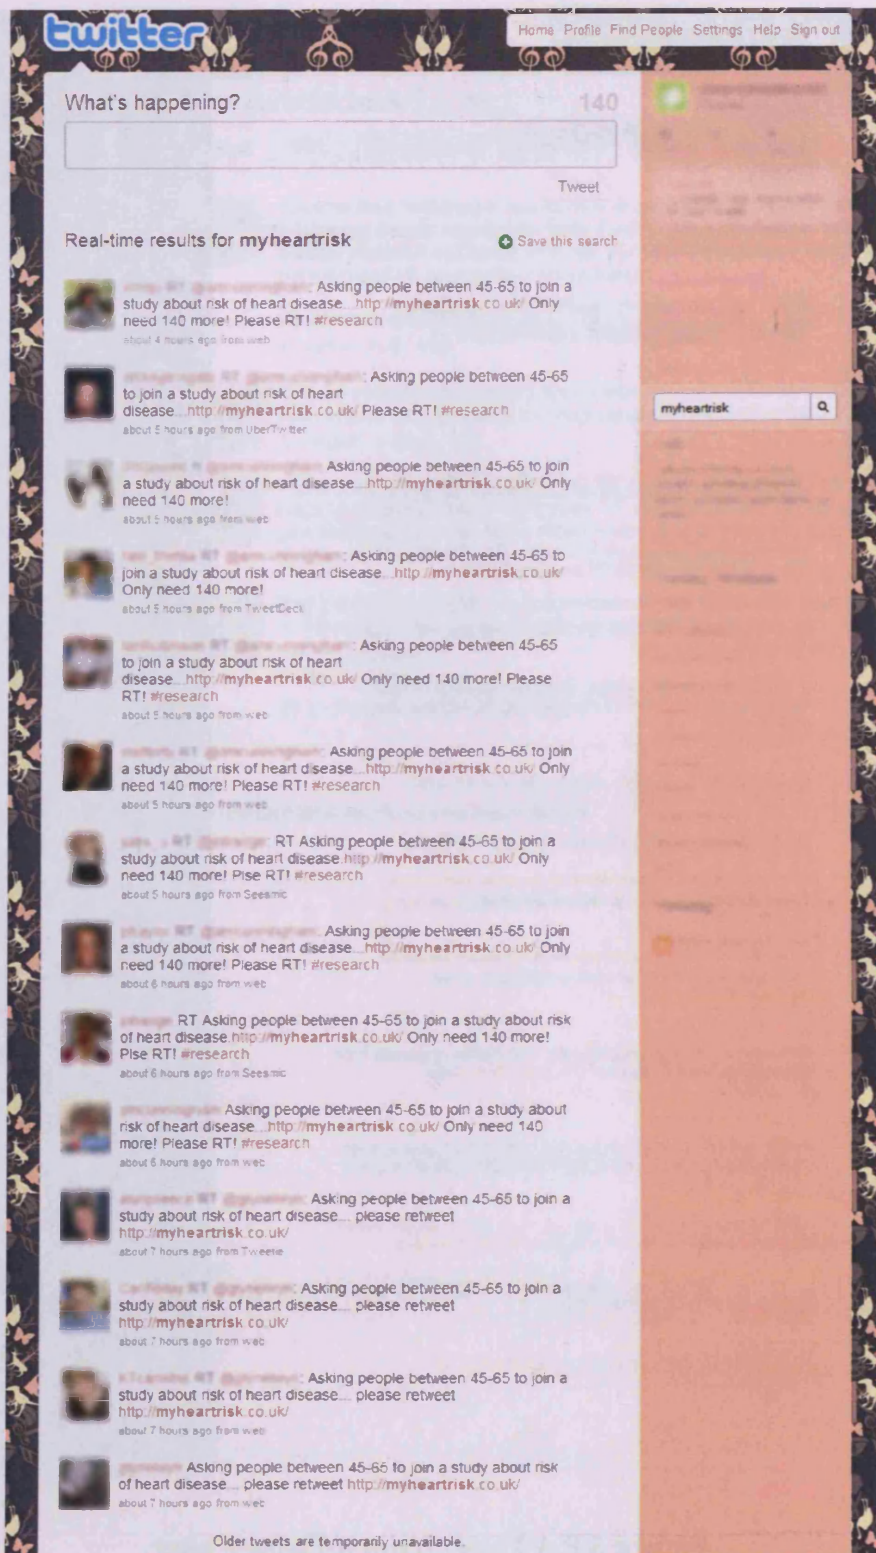 twitter
Home Profile Find People Settings Help Sign out
What's happening?
140
Tweet
Real-time results for myheartrisk
Save this search
RT Asking people between 45-65 to join a
study about risk of heart disease...http://myheartrisk.co.uk/ Only
need 140 more! Please RT! #research
about 4 hours ago from web
RT Asking people between 45-65
to join a study about risk of heart
disease...http://myheartrisk.co.uk/ Please RT! #research
about 5 hours ago from UberTwitter
myheartrisk
Asking people between 45-65 to join
a study about risk of heart disease...http://myheartrisk.co.uk/ Only
need 140 more!
about 5 hours ago from web
RT Asking people between 45-65 to
join a study about risk of heart disease...http://myheartrisk.co.uk/
Only need 140 more!
about 5 hours ago from TweetDeck
RT Asking people between 45-65
to join a study about risk of heart
disease...http://myheartrisk.co.uk/ Only need 140 more! Please
RT! #research
about 5 hours ago from web
RT Asking people between 45-65 to join
a study about risk of heart disease...http://myheartrisk.co.uk/ Only
need 140 more! Please RT! #research
about 5 hours ago from web
RT RT Asking people between 45-65 to join a
study about risk of heart disease.http://myheartrisk.co.uk/ Only
need 140 more! Plse RT! #research
about 5 hours ago from Seesmic
RT Asking people between 45-65 to join
a study about risk of heart disease...http://myheartrisk.co.uk/ Only
need 140 more! Please RT! #research
about 6 hours ago from web
RT Asking people between 45-65 to join a study about risk
of heart disease.http://myheartrisk.co.uk/ Only need 140 more!
Plse RT! #research
about 6 hours ago from Seesmic
Asking people between 45-65 to join a study about
risk of heart disease...http://myheartrisk.co.uk/ Only need 140
more! Please RT! #research
about 6 hours ago from web
RT Asking people between 45-65 to join a
study about risk of heart disease... please retweet
http://myheartrisk.co.uk/
about 7 hours ago from Tweetie
RT Asking people between 45-65 to join a
study about risk of heart disease... please retweet
http://myheartrisk.co.uk/
about 7 hours ago from web
RT Asking people between 45-65 to join a
study about risk of heart disease... please retweet
http://myheartrisk.co.uk/
about 7 hours ago from web
Asking people between 45-65 to join a study about risk
of heart disease... please retweet http://myheartrisk.co.uk/
about 7 hours ago from web
Older tweets are temporarily unavailable.